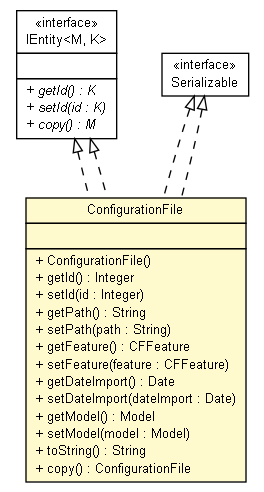 «interface»
IEntity<M, K>
+ getId() : K
+ setId(id : K)
+ copy() : M
«interface»
Serializable
ConfigurationFile
+ ConfigurationFile()
+ getId() : Integer
+ setId(id : Integer)
+ getPath() : String
+ setPath(path : String)
+ getFeature() : CFFeature
+ setFeature(feature : CFFeature)
+ getDateImport() : Date
+ setDateImport(dateImport : Date)
+ getModel() : Model
+ setModel(model : Model)
+ toString() : String
+ copy() : ConfigurationFile